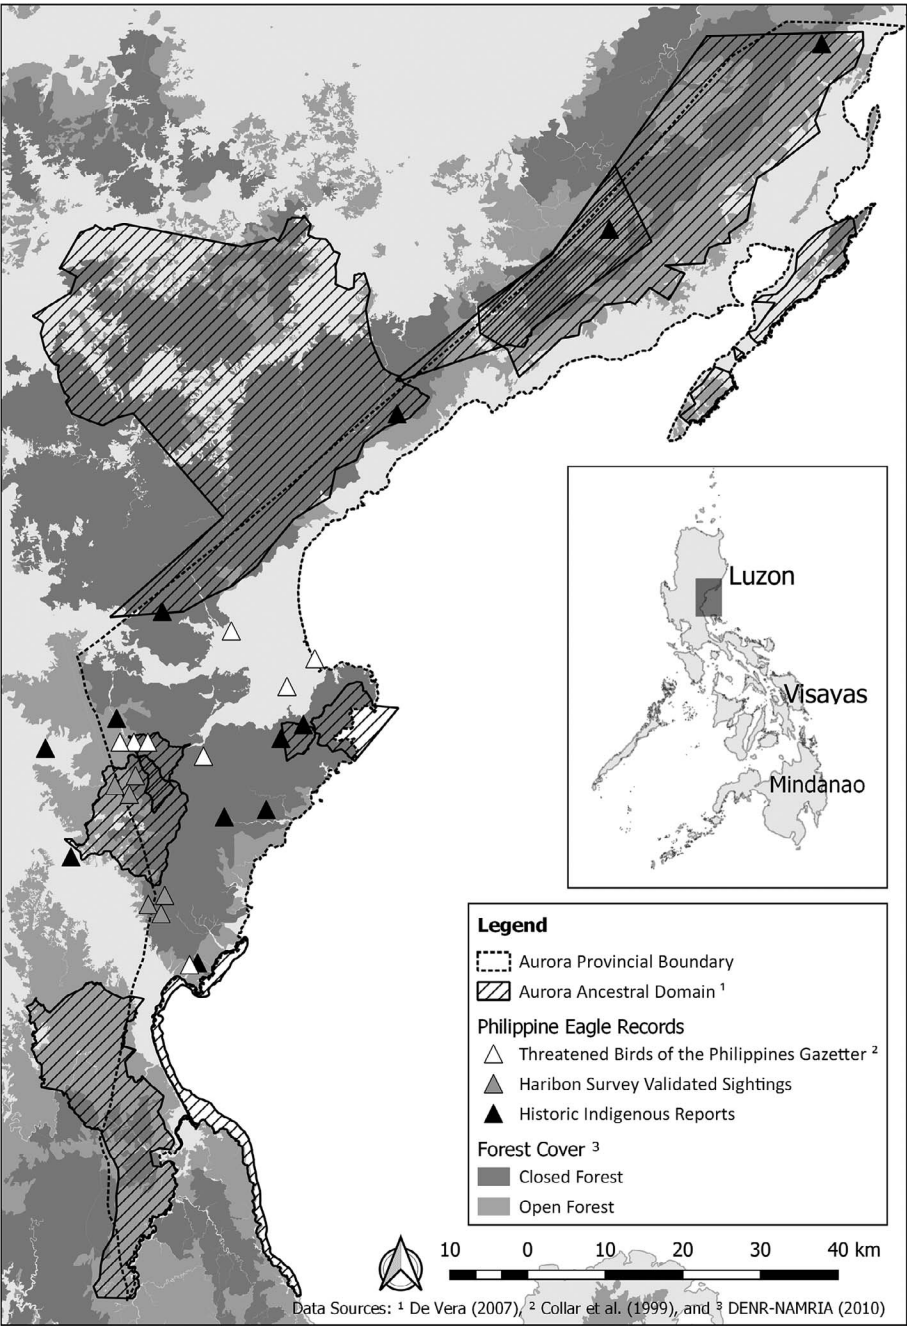 Luzon
Visayas
Mindanao
Legend
Aurora Provincial Boundary
Aurora Ancestral Domain ¹
Philippine Eagle Records
Threatened Birds of the Philippines Gazetter ²
Haribon Survey Validated Sightings
Historic Indigenous Reports
Forest Cover ³
Closed Forest
Open Forest
10 0 10 20 30 40 km
Data Sources: ¹ De Vera (2007), ² Collar et al. (1999), and ³ DENR-NAMRIA (2010)